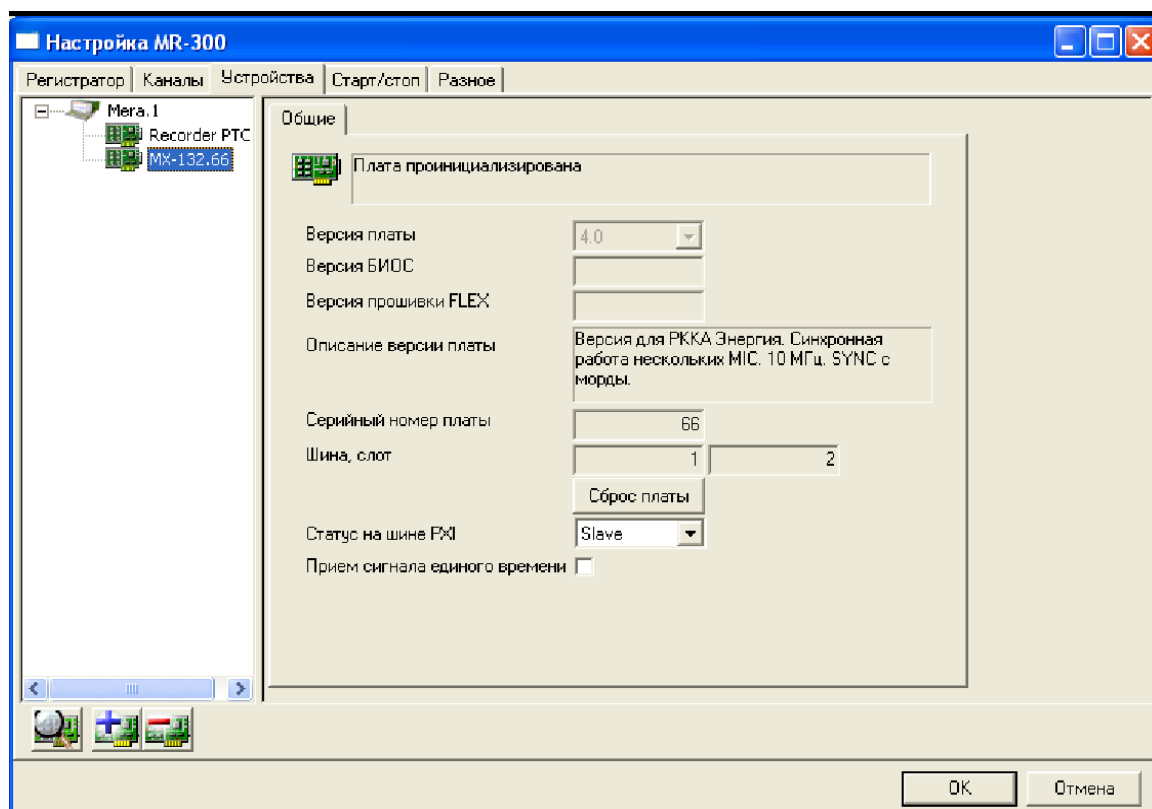 Настройка MR-300
Регистратор Каналы Устройства Старт/стоп Разное
Мега.1
Recorder РТС
MX-132.66
Общие
Плата проинициализирована
Версия платы 4.0
Версия БИОС
Версия прошивки FLEX
Описание версии платы
Версия для РККА Энергия. Синхронная
работа нескольких MIC. 10 МГц. SYNC с
морды.
Серийный номер платы 66
Шина, слот 1 2
Сброс платы
Статус на шине PXI Slave
Прием сигнала единого времени
OK Отмена